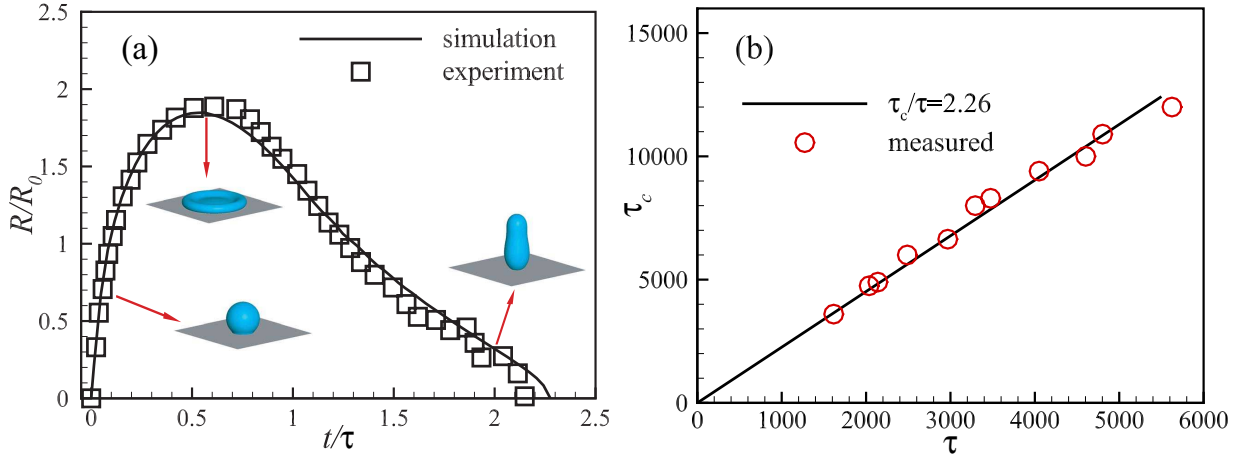 (a)
simulation
experiment
R/R0
2.5
2
1.5
1
0.5
0
0 0.5 1 1.5 2 2.5
t/τ
(b)
τc/τ=2.26
measured
τc
15000
10000
5000
0
0 1000 2000 3000 4000 5000 6000
τ